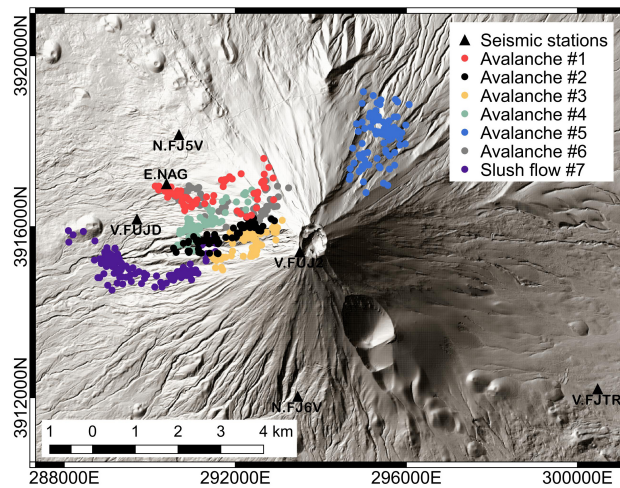 3920000N
3916000N
3912000N
Seismic stations
Avalanche #1
Avalanche #2
Avalanche #3
Avalanche #4
Avalanche #5
Avalanche #6
Slush flow #7
N.FJ5V
E.NAG
V.FUJD
V.FUJ2
N.FJ6V
V.FJTR
1 0 1 2 3 4 km
288000E 292000E 296000E 300000E